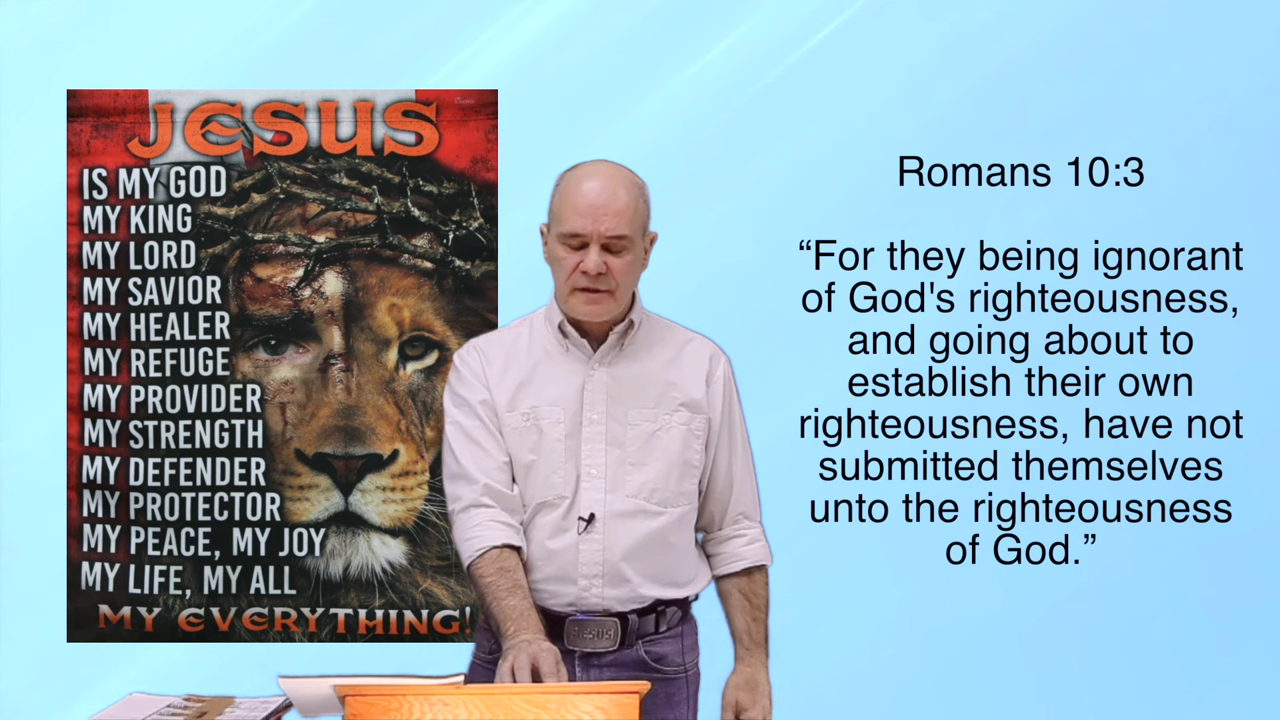 JESUS
IS MY GOD
MY KING
MY LORD
MY SAVIOR
MY HEALER
MY REFUGE
MY PROVIDER
MY STRENGTH
MY DEFENDER
MY PROTECTOR
MY PEACE, MY JOY
MY LIFE, MY ALL
MY EVERYTHING!
JESUS
Romans 10:3
“For they being ignorant
of God's righteousness,
and going about to
establish their own
righteousness, have not
submitted themselves
unto the righteousness
of God.”